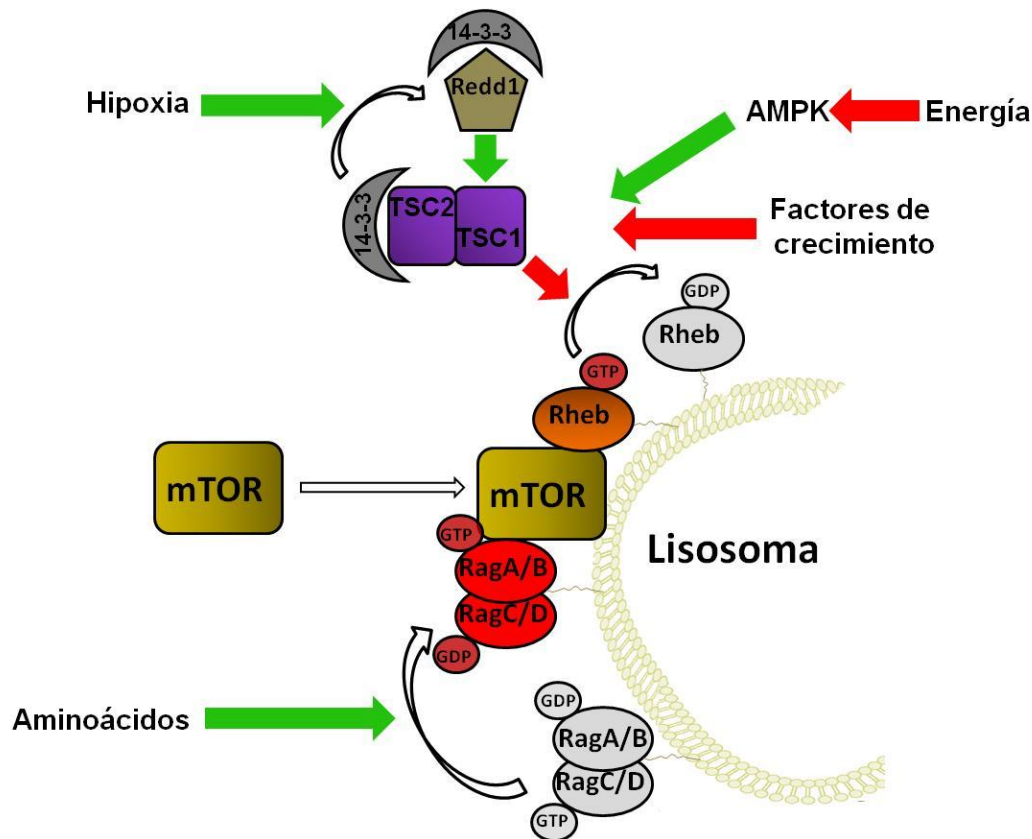 14-3-3
Redd1
Hipoxia
AMPK
Energía
14-3-3
TSC2
TSC1
Factores de
crecimiento
GDP
Rheb
GTP
Rheb
mTOR
mTOR
Lisosoma
GTP
RagA/B
RagC/D
GDP
Aminoácidos
GDP
RagA/B
RagC/D
GTP